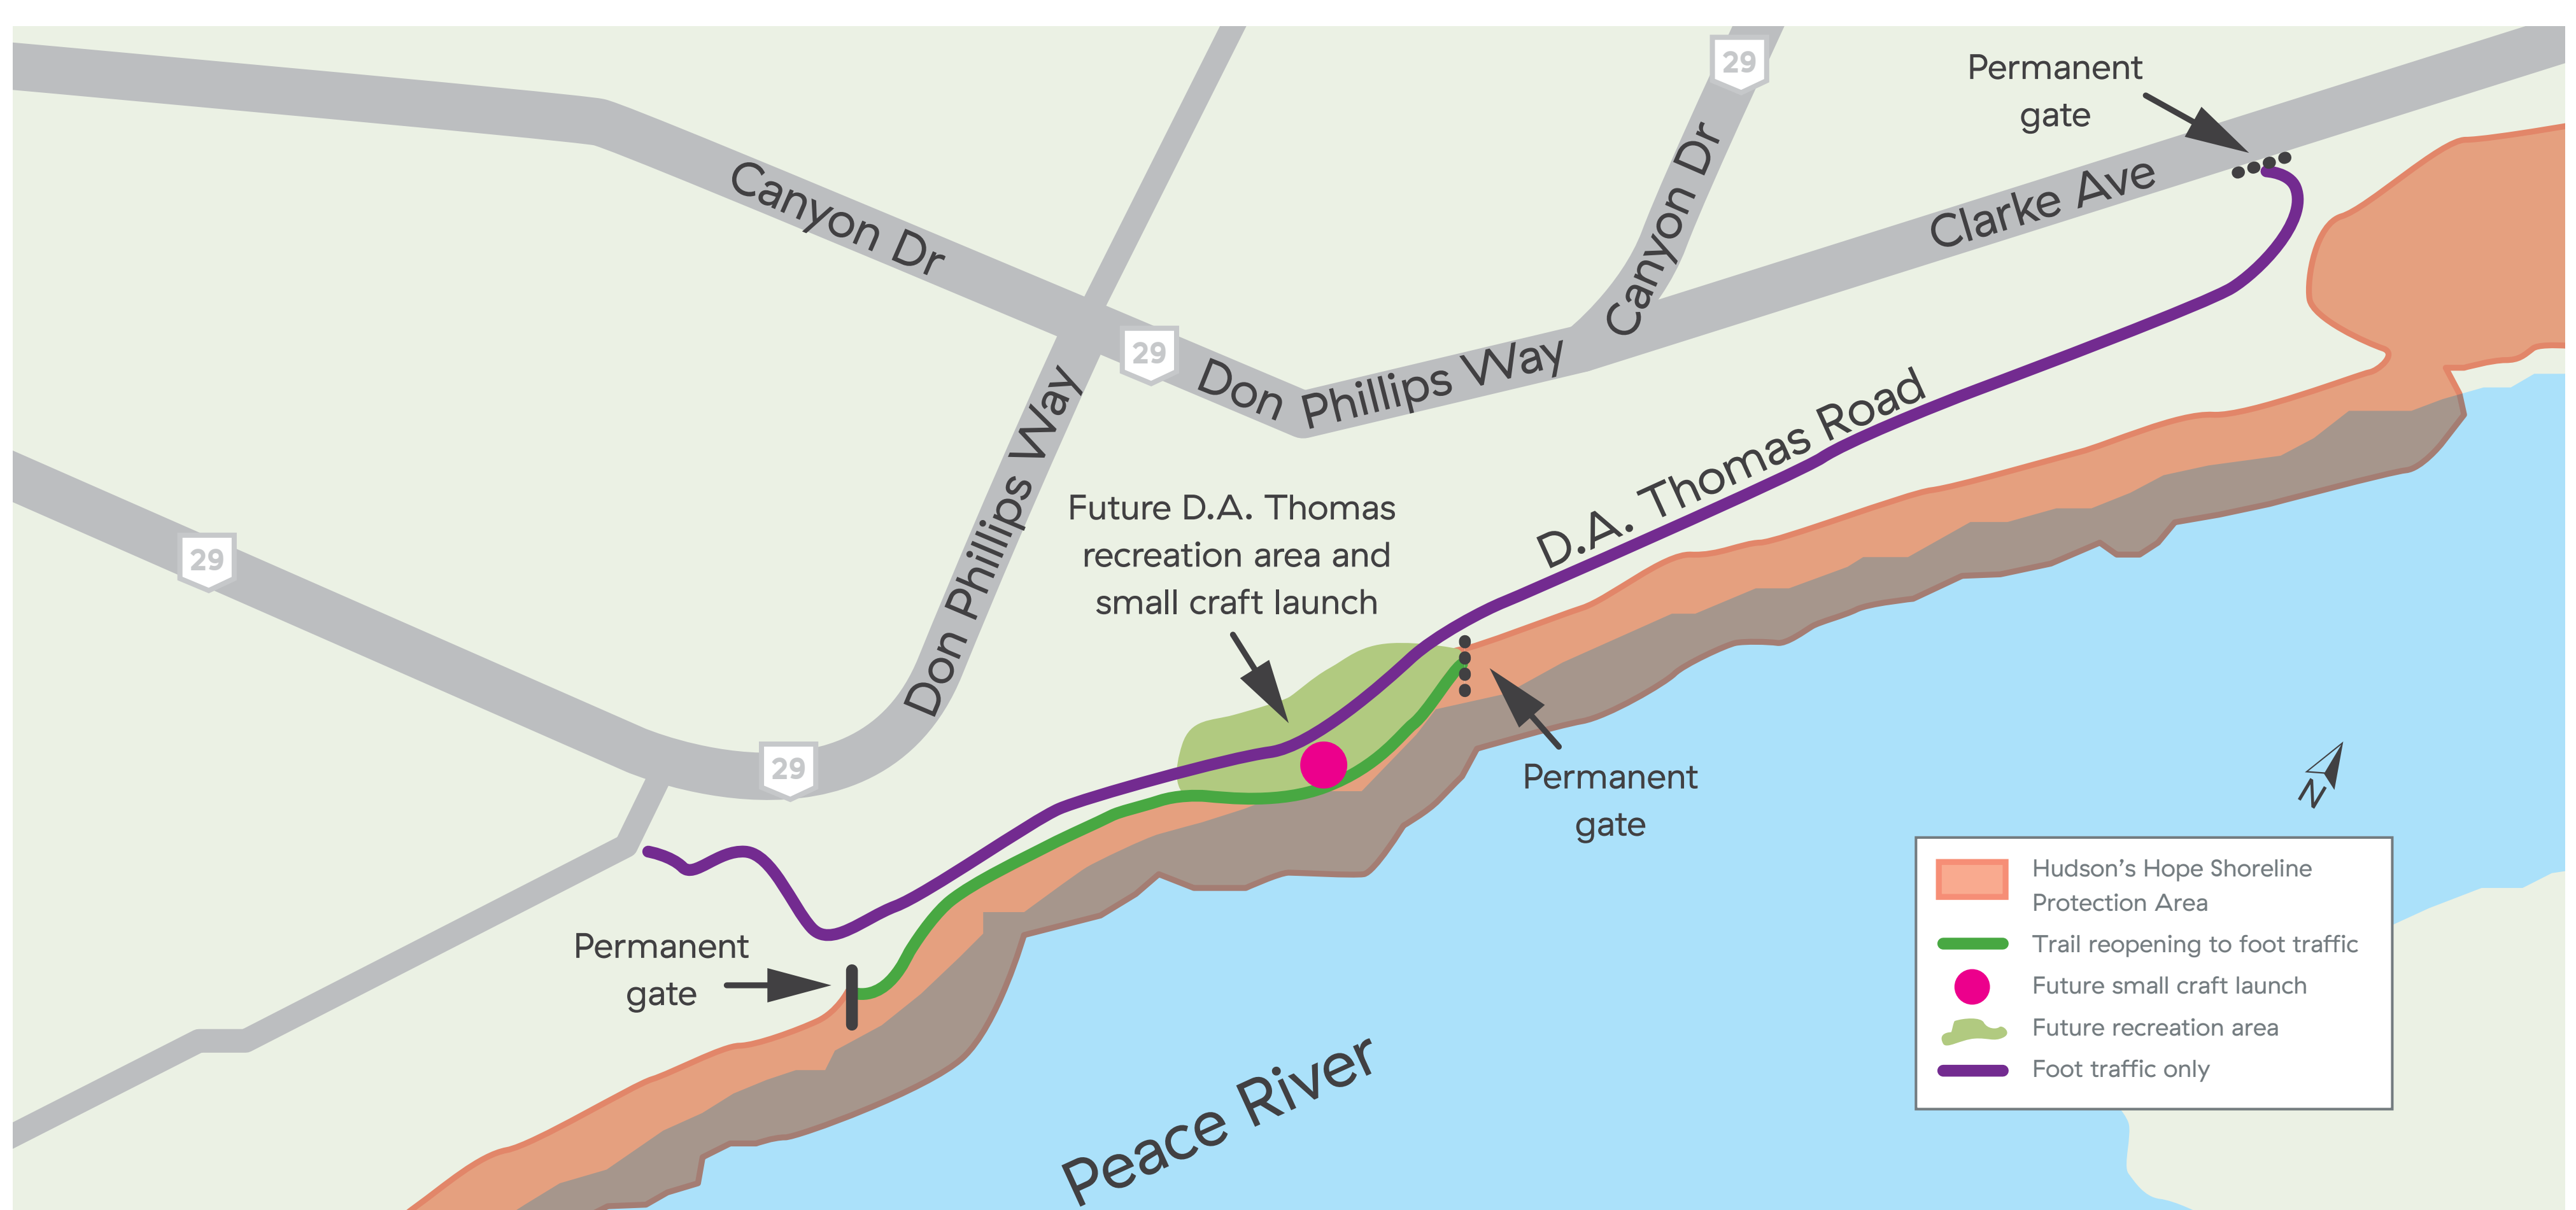 29
Permanent
gate
Canyon Dr
Canyon Dr
Clarke Ave
29
Don Phillips Way
Don Phillips Way
D.A. Thomas Road
29
Future D.A. Thomas
recreation area and
small craft launch
29
Permanent
gate
Permanent
gate
N
Peace River
Hudson’s Hope Shoreline
Protection Area
Trail reopening to foot traffic
Future small craft launch
Future recreation area
Foot traffic only